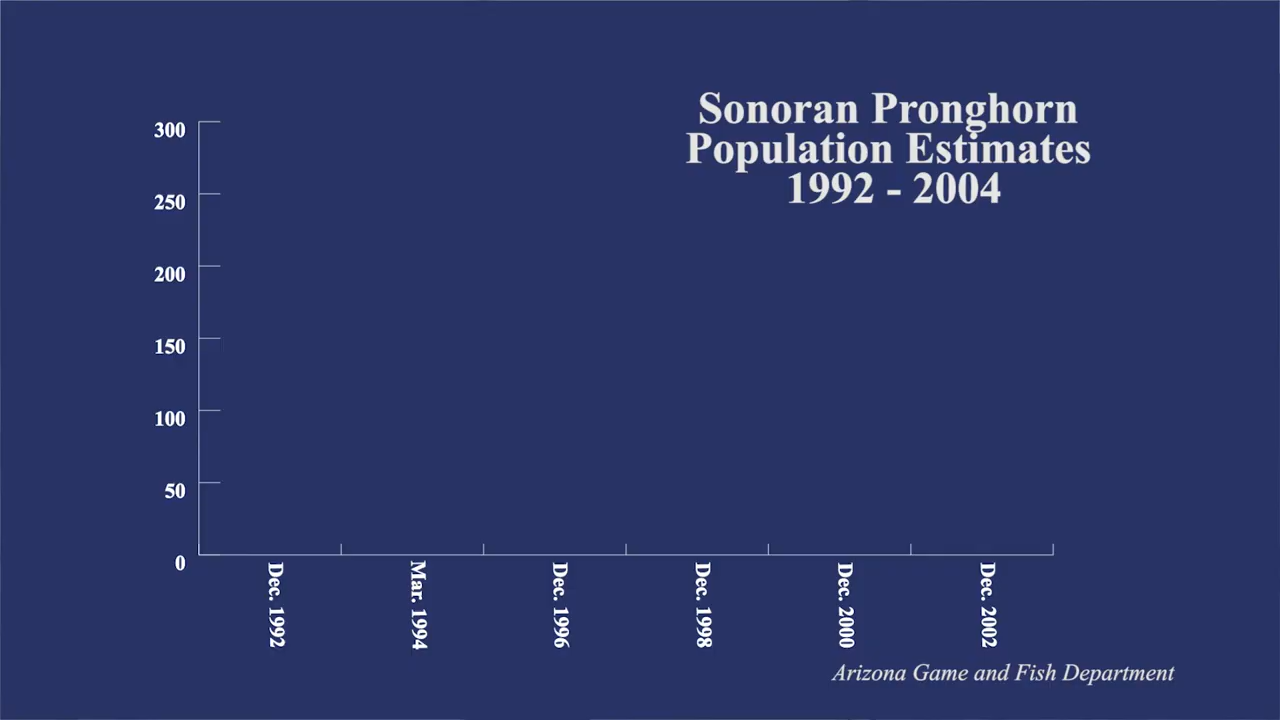 Sonoran Pronghorn
Population Estimates
1992 - 2004
300
250
200
150
100
50
0
Dec. 1992
Mar. 1994
Dec. 1996
Dec. 1998
Dec. 2000
Dec. 2002
Arizona Game and Fish Department